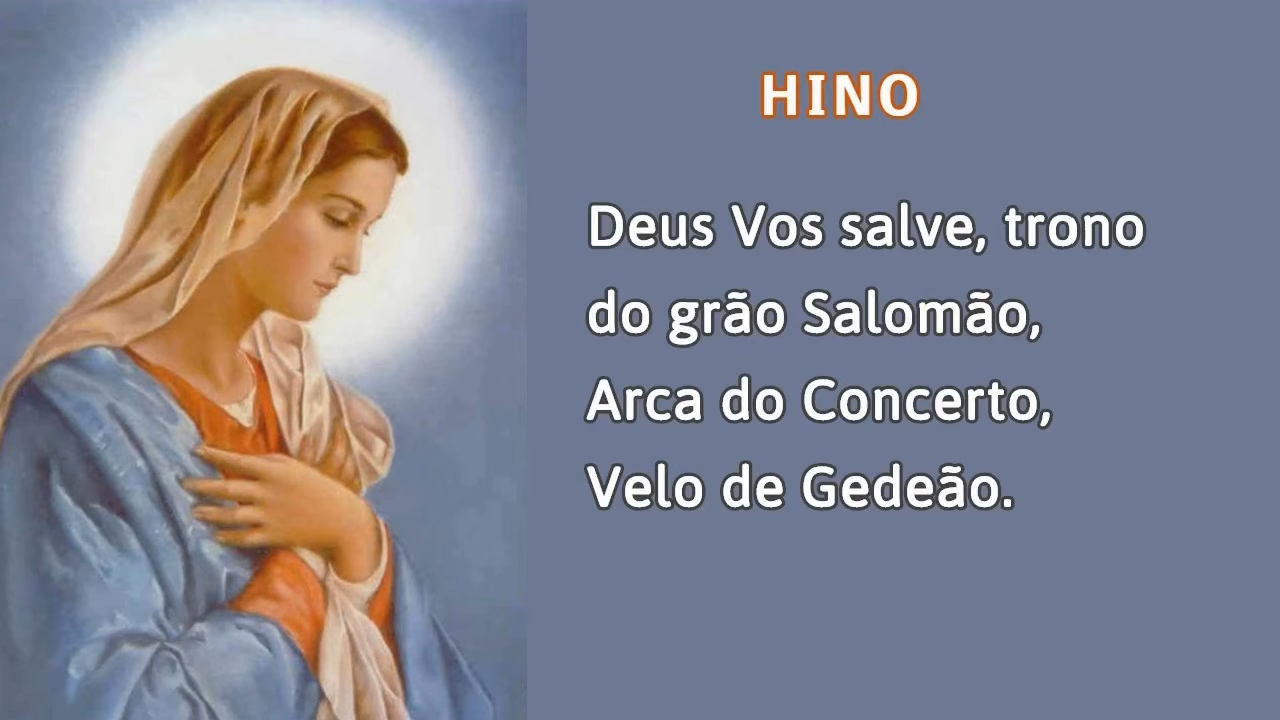 HINO
Deus Vos salve, trono
do grão Salomão,
Arca do Concerto,
Velo de Gedeão.